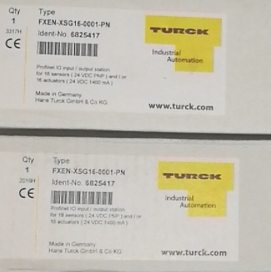 Qty Type
1 FXEN-XSG16-0001-PN
Ident-No. 6825417
CE
Profinet IO input / output station
for 16 sensors ( 24 VDC PNP ) and / or
16 actuators ( 24 VDC 1400 mA )
Made in Germany
Hans Turck GmbH & Co KG
TURCK
Industrial
Automation
www.turck.com
Qty Type
1 FXEN-XSG16-0001-PN
Ident-No. 6825417
CE
Profinet IO input / output station
for 16 sensors ( 24 VDC PNP ) and / or
16 actuators ( 24 VDC 1400 mA )
Made in Germany
Hans Turck GmbH & Co KG
TURCK
Industrial
Automation
www.turck.com